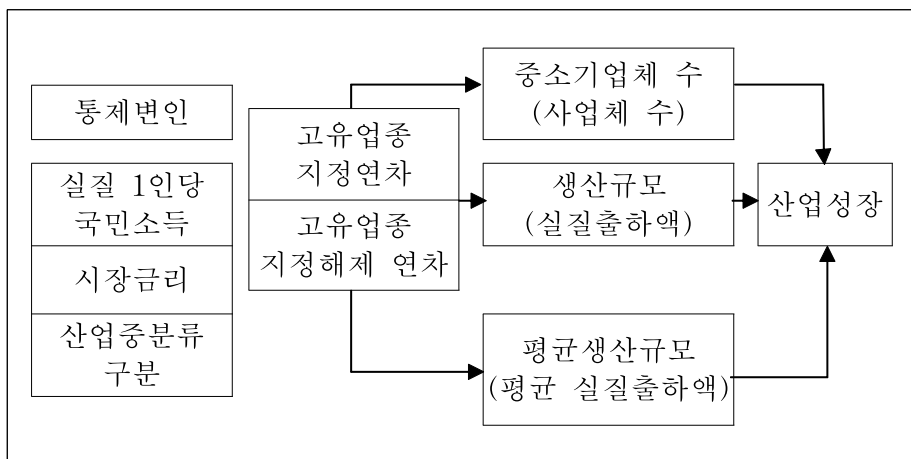 통제변인
실질 1인당
국민소득
시장금리
산업중분류
구분
고유업종
지정연차
고유업종
지정해제 연차
중소기업체 수
(사업체 수)
생산규모
(실질출하액)
평균생산규모
(평균 실질출하액)
산업성장